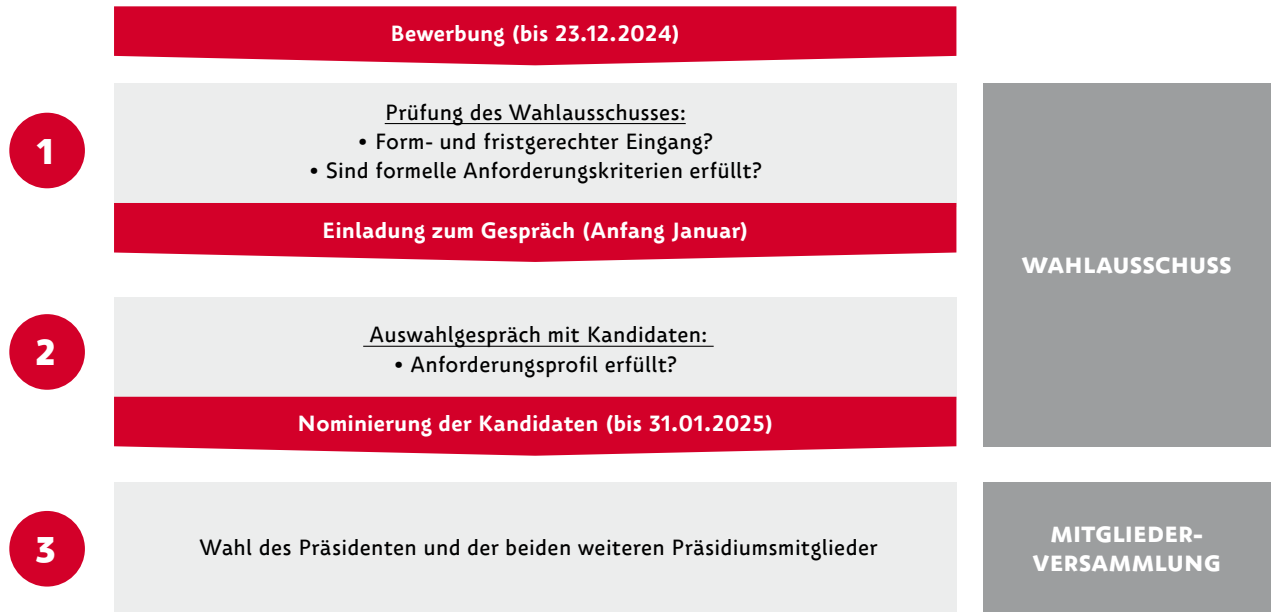 Bewerbung (bis 23.12.2024)
1
Prüfung des Wahlausschusses:
• Form- und fristgerechter Eingang?
• Sind formelle Anforderungskriterien erfüllt?
Einladung zum Gespräch (Anfang Januar)
WAHLAUSSCHUSS
2
Auswahlgespräch mit Kandidaten:
• Anforderungsprofil erfüllt?
Nominierung der Kandidaten (bis 31.01.2025)
3
Wahl des Präsidenten und der beiden weiteren Präsidiumsmitglieder
MITGLIEDER-
VERSAMMLUNG